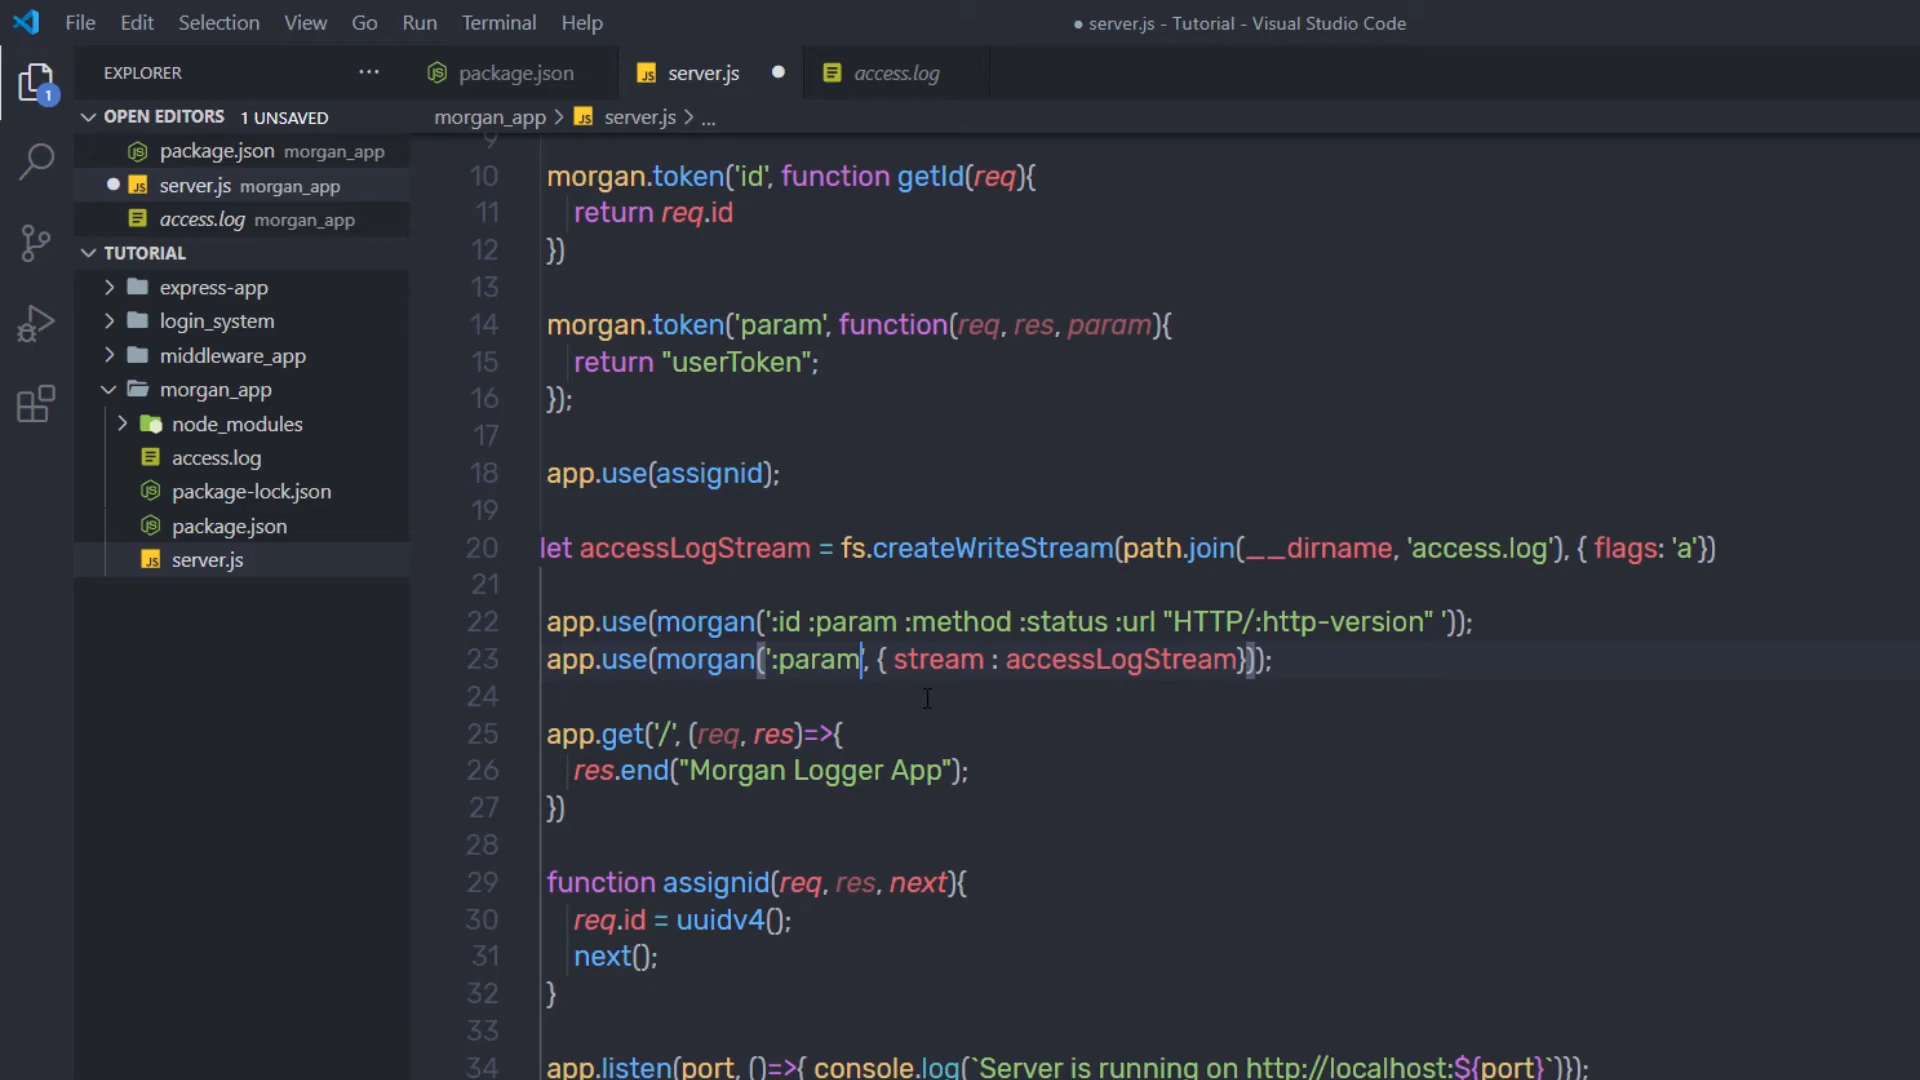 File Edit Selection View Go Run Terminal Help
● server.js - Tutorial - Visual Studio Code
EXPLORER ···
package.json server.js ● access.log
1
OPEN EDITORS 1 UNSAVED
morgan_app > server.js > ...
package.json morgan_app
● server.js morgan_app
access.log morgan_app
TUTORIAL
express-app
login_system
middleware_app
morgan_app
node_modules
access.log
package-lock.json
package.json
server.js
9
10 morgan.token('id', function getId(req){
11 return req.id
12 })
13
14 morgan.token('param', function(req, res, param){
15 return "userToken";
16 });
17
18 app.use(assignid);
19
20 let accessLogStream = fs.createWriteStream(path.join(__dirname, 'access.log'), { flags: 'a'})
21
22 app.use(morgan(':id :param :method :status :url "HTTP/:http-version" '));
23 app.use(morgan(':param', { stream : accessLogStream}));
24
25 app.get('/', (req, res)=>{
26 res.end("Morgan Logger App");
27 })
28
29 function assignid(req, res, next){
30 req.id = uuidv4();
31 next();
32 }
33
34 app.listen(port, ()=>{ console.log(`Server is running on http://localhost:${port}`)});